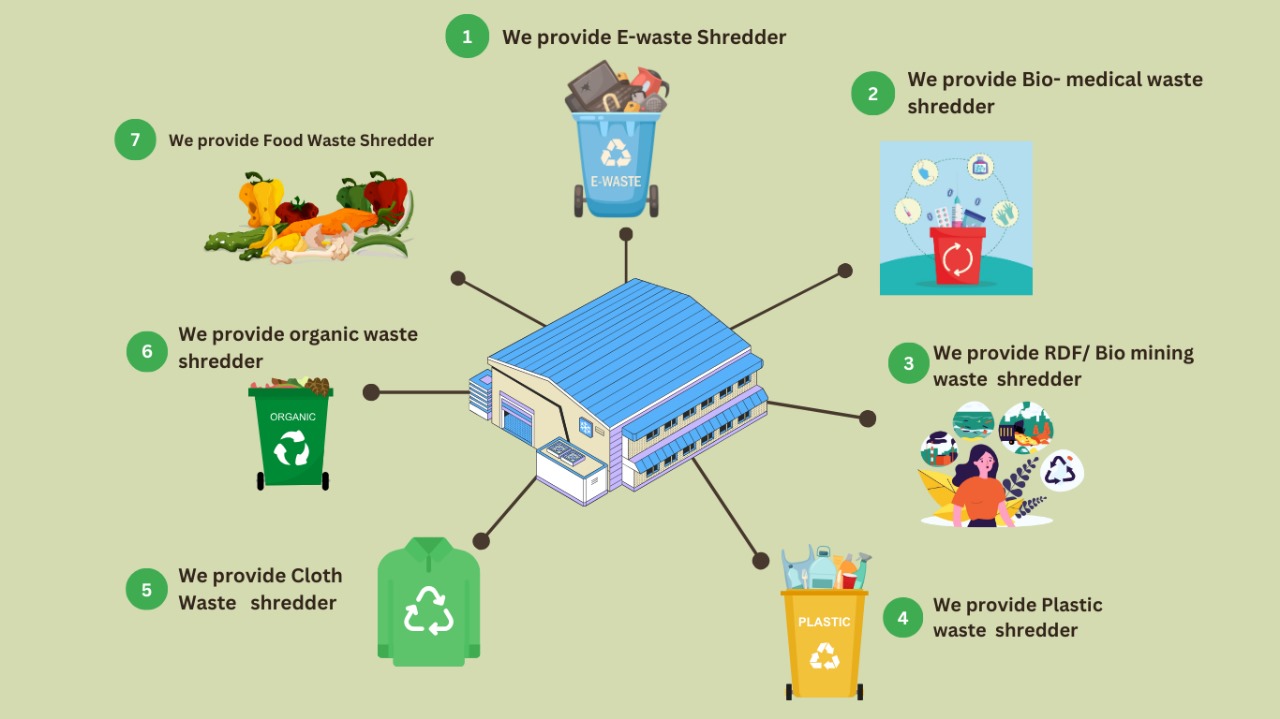 1
We provide E-waste Shredder
E-WASTE
2
We provide Bio- medical waste
shredder
3
We provide RDF/ Bio mining
waste shredder
4
We provide Plastic
waste shredder
PLASTIC
5
We provide Cloth
Waste shredder
6
We provide organic waste
shredder
ORGANIC
7
We provide Food Waste Shredder